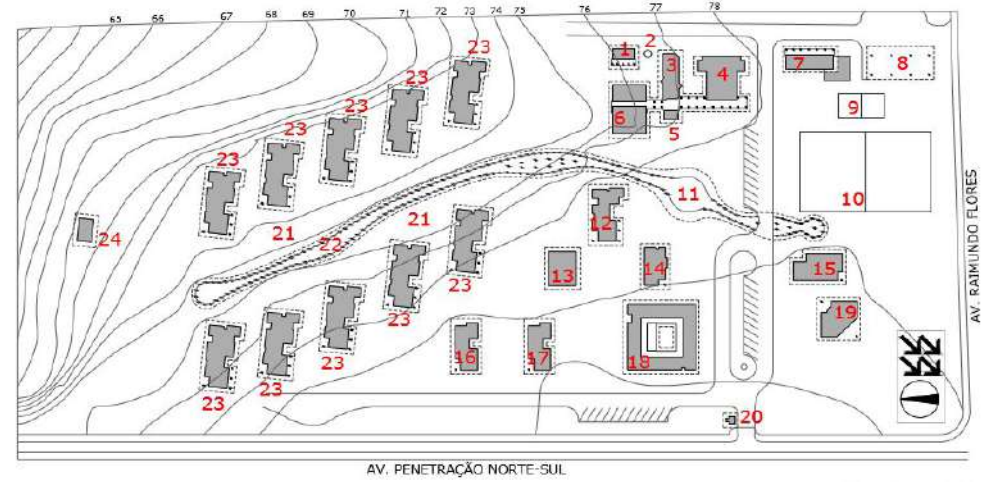 65 66 67 68 69 70 71 72 73 74 75 76 77 78
23
1 2 3 4 7 8
23
23 6 5 9
23
23 10
11
21 12
24 21 22
13 14 15
23
23 19
23 16 17 18
23
23 20
AV. RAIMUNDO FLORES
AV. PENETRAÇÃO NORTE-SUL